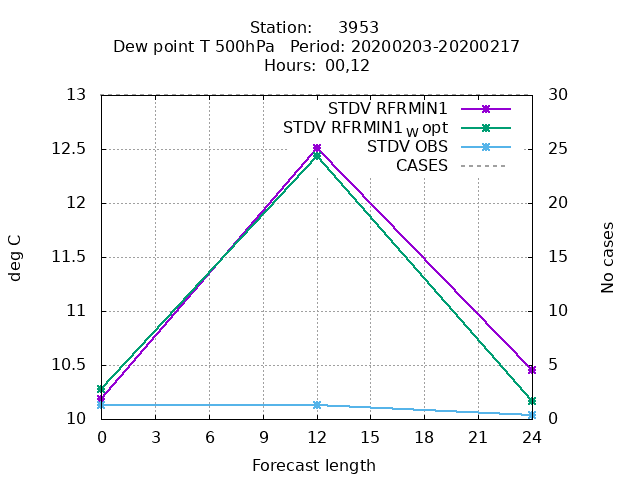 Station:     3953
Dew point T 500hPa   Period: 20200203-20200217
Hours:  00,12
13
12.5
12
11.5
11
10.5
10
deg C
30
25
20
15
10
5
0
No cases
STDV RFRMIN1
STDV RFRMIN1w opt
STDV OBS
CASES
0 3 6 9 12 15 18 21 24
Forecast length